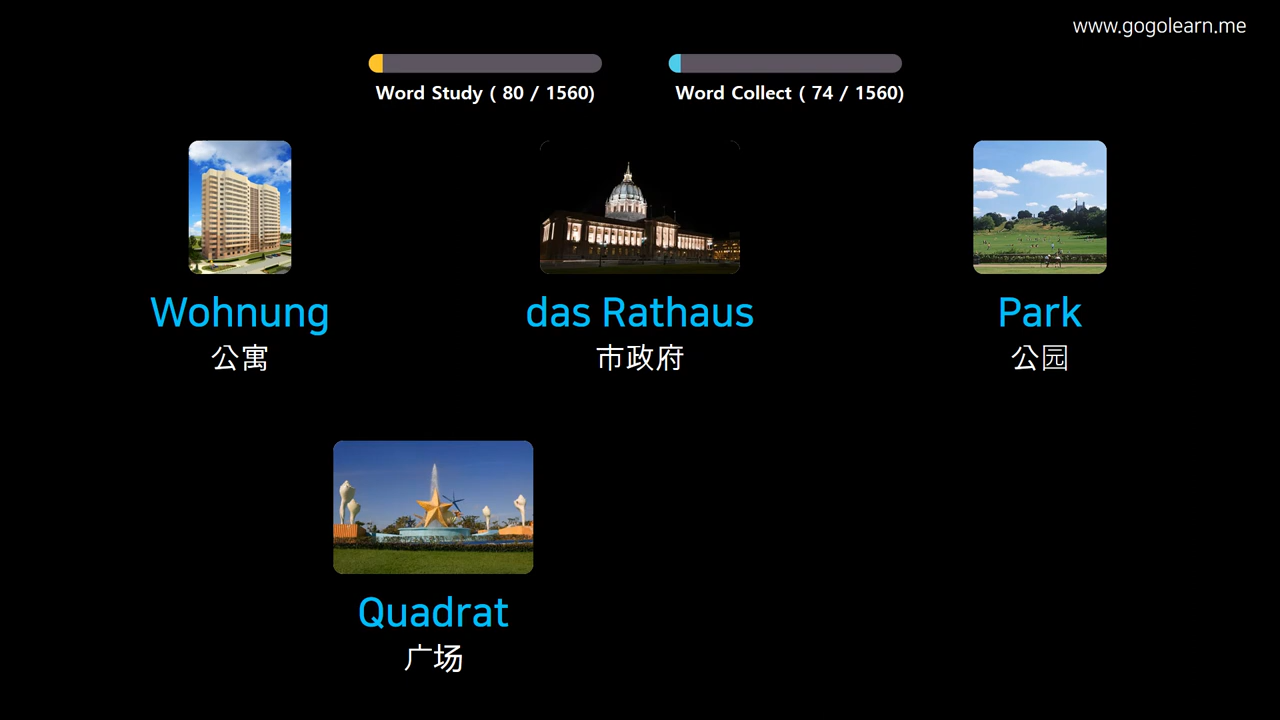 www.gogolearn.me
Word Study ( 80 / 1560)
Word Collect ( 74 / 1560)
Wohnung
公寓
das Rathaus
市政府
Park
公园
Quadrat
广场